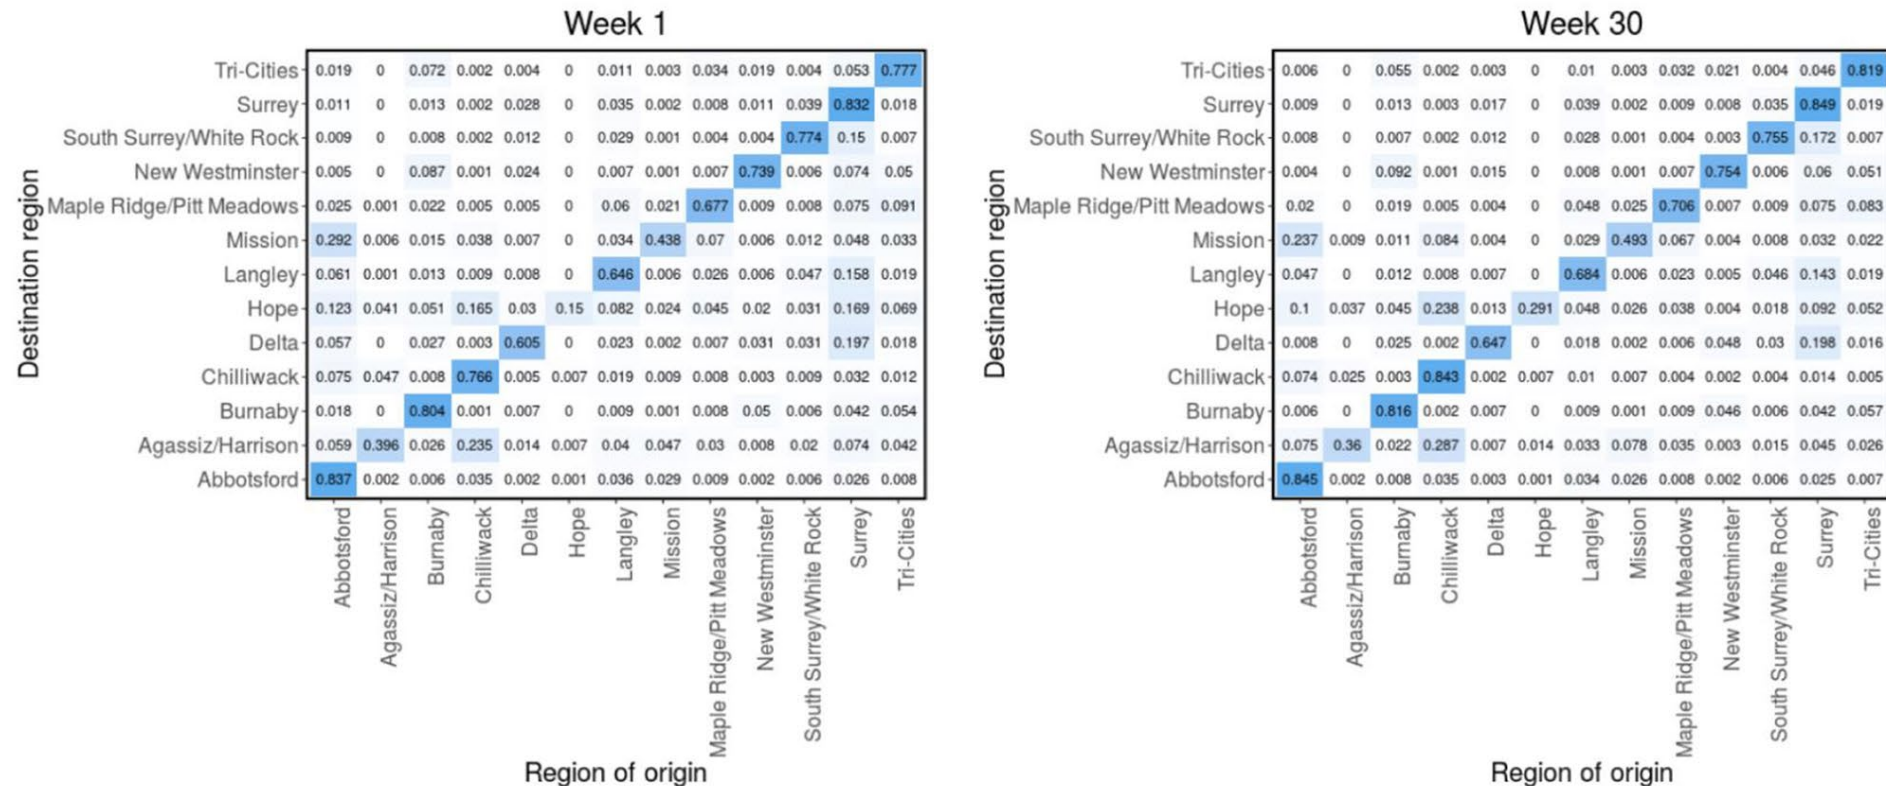 Week 1
Tri-Cities 0.019 0 0.072 0.002 0.004 0 0.011 0.003 0.034 0.019 0.004 0.053 0.777
Surrey 0.011 0 0.013 0.002 0.028 0 0.035 0.002 0.008 0.011 0.039 0.832 0.018
South Surrey/White Rock 0.009 0 0.008 0.002 0.012 0 0.029 0.001 0.004 0.004 0.774 0.15 0.007
New Westminster 0.005 0 0.087 0.001 0.024 0 0.007 0.001 0.007 0.739 0.006 0.074 0.05
Maple Ridge/Pitt Meadows 0.025 0.001 0.022 0.005 0.005 0 0.06 0.021 0.677 0.009 0.008 0.075 0.091
Mission 0.292 0.006 0.015 0.038 0.007 0 0.034 0.438 0.07 0.006 0.012 0.048 0.033
Langley 0.061 0.001 0.013 0.009 0.008 0 0.646 0.006 0.026 0.006 0.047 0.158 0.019
Hope 0.123 0.041 0.051 0.165 0.03 0.15 0.082 0.024 0.045 0.02 0.031 0.169 0.069
Delta 0.057 0 0.027 0.003 0.605 0 0.023 0.002 0.007 0.031 0.031 0.197 0.018
Chilliwack 0.075 0.047 0.008 0.766 0.005 0.007 0.019 0.009 0.008 0.003 0.009 0.032 0.012
Burnaby 0.018 0 0.804 0.001 0.007 0 0.009 0.001 0.008 0.05 0.006 0.042 0.054
Agassiz/Harrison 0.059 0.396 0.026 0.235 0.014 0.007 0.04 0.047 0.03 0.008 0.02 0.074 0.042
Abbotsford 0.837 0.002 0.006 0.035 0.002 0.001 0.036 0.029 0.009 0.002 0.006 0.026 0.008
Destination region
Abbotsford
Agassiz/Harrison
Burnaby
Chilliwack
Delta
Hope
Langley
Mission
Maple Ridge/Pitt Meadows
New Westminster
South Surrey/White Rock
Surrey
Tri-Cities
Region of origin
Week 30
Tri-Cities 0.006 0 0.055 0.002 0.003 0 0.01 0.003 0.032 0.021 0.004 0.046 0.819
Surrey 0.009 0 0.013 0.003 0.017 0 0.039 0.002 0.009 0.008 0.035 0.849 0.019
South Surrey/White Rock 0.008 0 0.007 0.002 0.012 0 0.028 0.001 0.004 0.003 0.755 0.172 0.007
New Westminster 0.004 0 0.092 0.001 0.015 0 0.008 0.001 0.007 0.754 0.006 0.06 0.051
Maple Ridge/Pitt Meadows 0.02 0 0.019 0.005 0.004 0 0.048 0.025 0.706 0.007 0.009 0.075 0.083
Mission 0.237 0.009 0.011 0.084 0.004 0 0.029 0.493 0.067 0.004 0.008 0.032 0.022
Langley 0.047 0 0.012 0.008 0.007 0 0.684 0.006 0.023 0.005 0.046 0.143 0.019
Hope 0.1 0.037 0.045 0.238 0.013 0.291 0.048 0.026 0.038 0.004 0.018 0.092 0.052
Delta 0.008 0 0.025 0.002 0.647 0 0.018 0.002 0.006 0.048 0.03 0.198 0.016
Chilliwack 0.074 0.025 0.003 0.843 0.002 0.007 0.01 0.007 0.004 0.002 0.004 0.014 0.005
Burnaby 0.006 0 0.816 0.002 0.007 0 0.009 0.001 0.009 0.046 0.006 0.042 0.057
Agassiz/Harrison 0.075 0.36 0.022 0.287 0.007 0.014 0.033 0.078 0.035 0.003 0.015 0.045 0.026
Abbotsford 0.845 0.002 0.008 0.035 0.003 0.001 0.034 0.026 0.008 0.002 0.006 0.025 0.007
Destination region
Abbotsford
Agassiz/Harrison
Burnaby
Chilliwack
Delta
Hope
Langley
Mission
Maple Ridge/Pitt Meadows
New Westminster
South Surrey/White Rock
Surrey
Tri-Cities
Region of origin